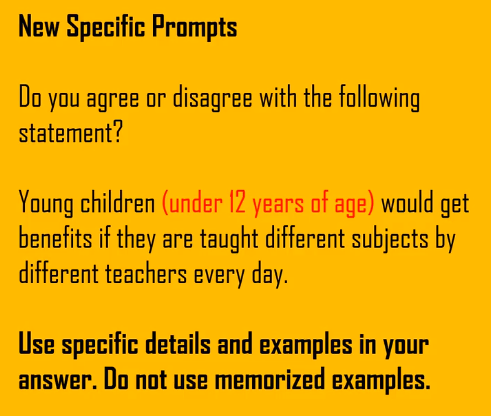 New Specific Prompts
Do you agree or disagree with the following
statement?
Young children (under 12 years of age) would get
benefits if they are taught different subjects by
different teachers every day.
Use specific details and examples in your
answer. Do not use memorized examples.